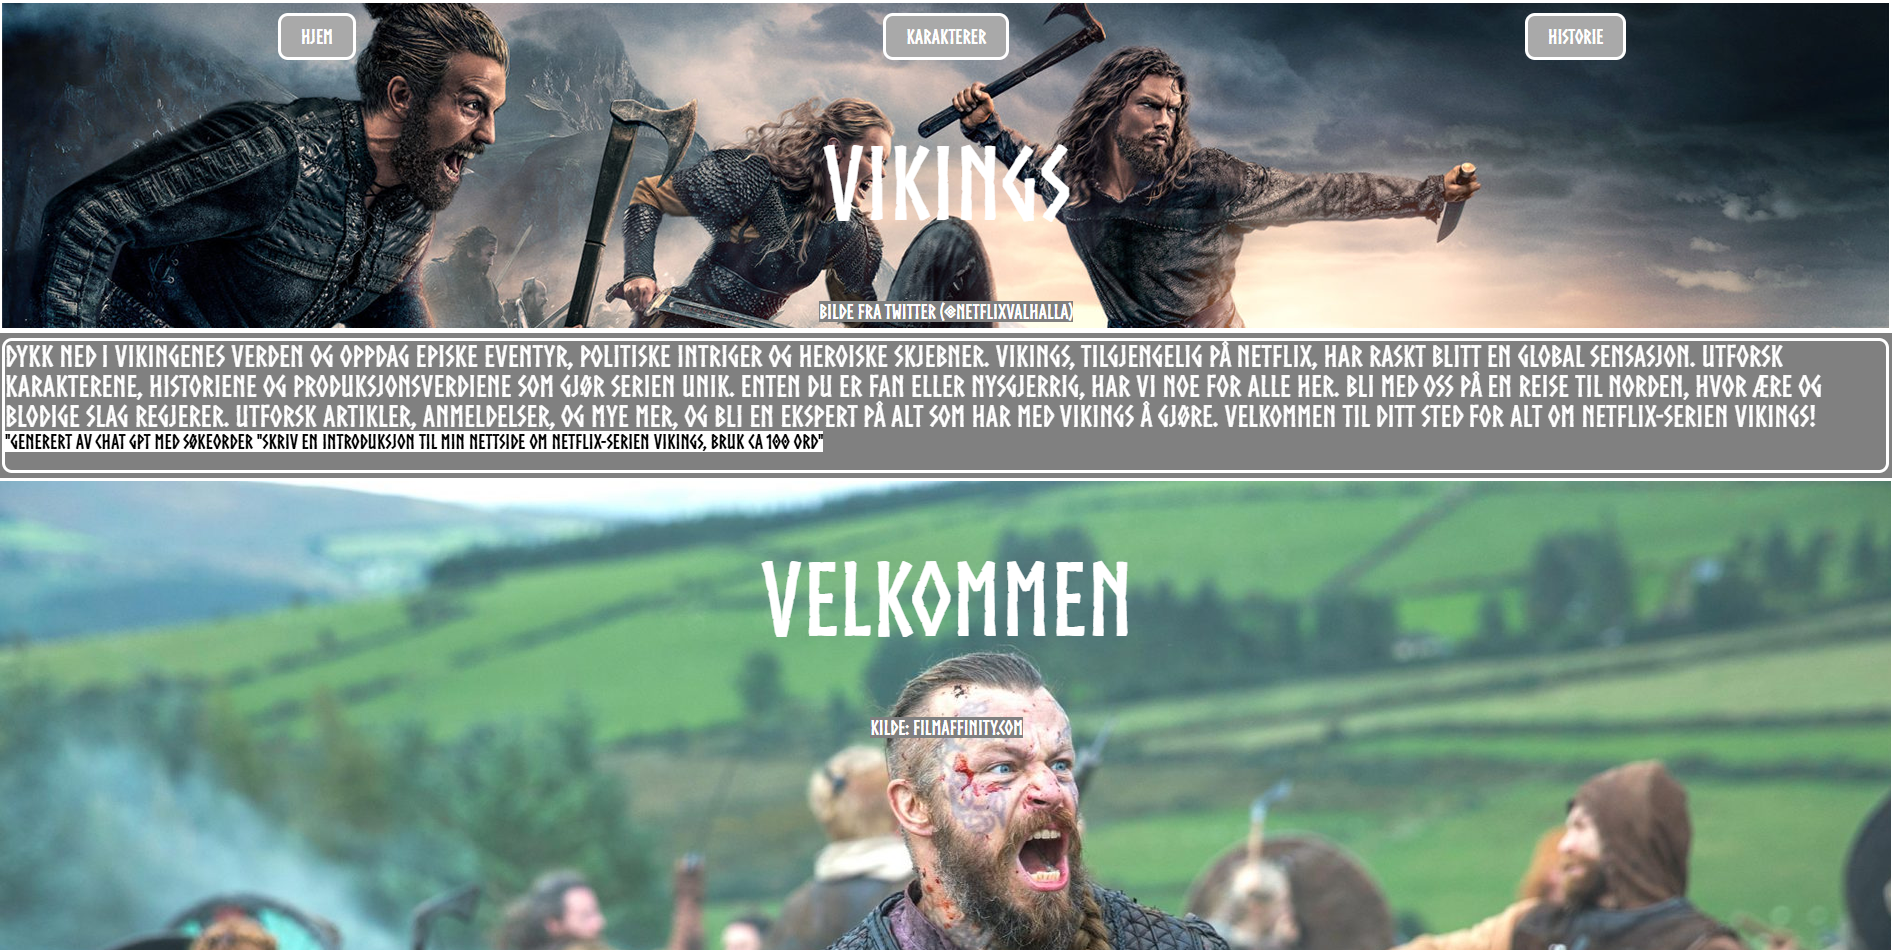 HJEM
KARAKTERER
HISTORIE
VIKINGS
BILDE FRA TWITTER (@NETFLIXVALHALLA)
DYKK NED I VIKINGENES VERDEN OG OPPDAG EPISKE EVENTYR, POLITISKE INTRIGER OG HEROISKE SKJEBNER. VIKINGS, TILGJENGELIG PÅ NETFLIX, HAR RASKT BLITT EN GLOBAL SENSASJON. UTFORSK
KARAKTERENE, HISTORIENE OG PRODUKSJONSVERDIENE SOM GJØR SERIEN UNIK. ENTEN DU ER FAN ELLER NYSGJERRIG, HAR VI NOE FOR ALLE HER. BLI MED OSS PÅ EN REISE TIL NORDEN, HVOR ÆRE OG
BLODIGE SLAG REGJERER. UTFORSK ARTIKLER, ANMELDELSER, OG MYE MER, OG BLI EN EKSPERT PÅ ALT SOM HAR MED VIKINGS Å GJØRE. VELKOMMEN TIL DITT STED FOR ALT OM NETFLIX-SERIEN VIKINGS!
"GENERERT AV CHAT GPT MED SØKEORDER "SKRIV EN INTRODUKSJON TIL MIN NETTSIDE OM NETFLIX-SERIEN VIKINGS, BRUK CA 100 ORD"
VELKOMMEN
KILDE: FILMAFFINITY.COM